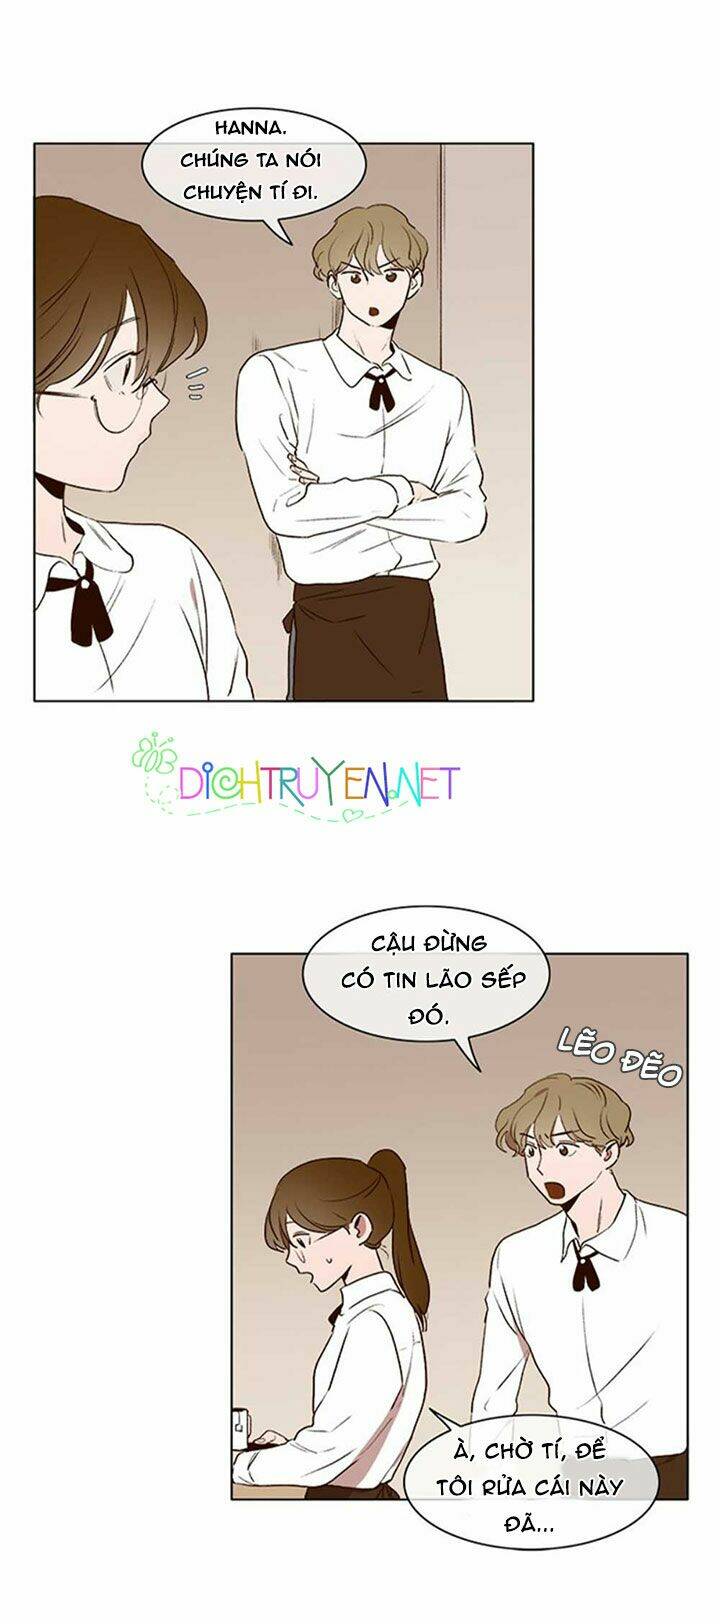 HANNA.
CHÚNG TA NÓI
CHUYỆN TÍ ĐI.
DICHTRUYEN.NET
CẬU ĐỪNG
CÓ TIN LÃO SẾP
ĐÓ.
LẼO ĐẼO
À, CHỜ TÍ, ĐỂ
TÔI RỬA CÁI NÀY
ĐÃ...